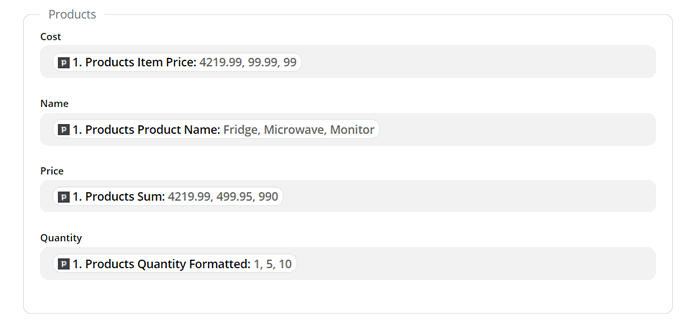 Products
Cost
1. Products Item Price: 4219.99, 99.99, 99
Name
1. Products Product Name: Fridge, Microwave, Monitor
Price
1. Products Sum: 4219.99, 499.95, 990
Quantity
1. Products Quantity Formatted: 1, 5, 10